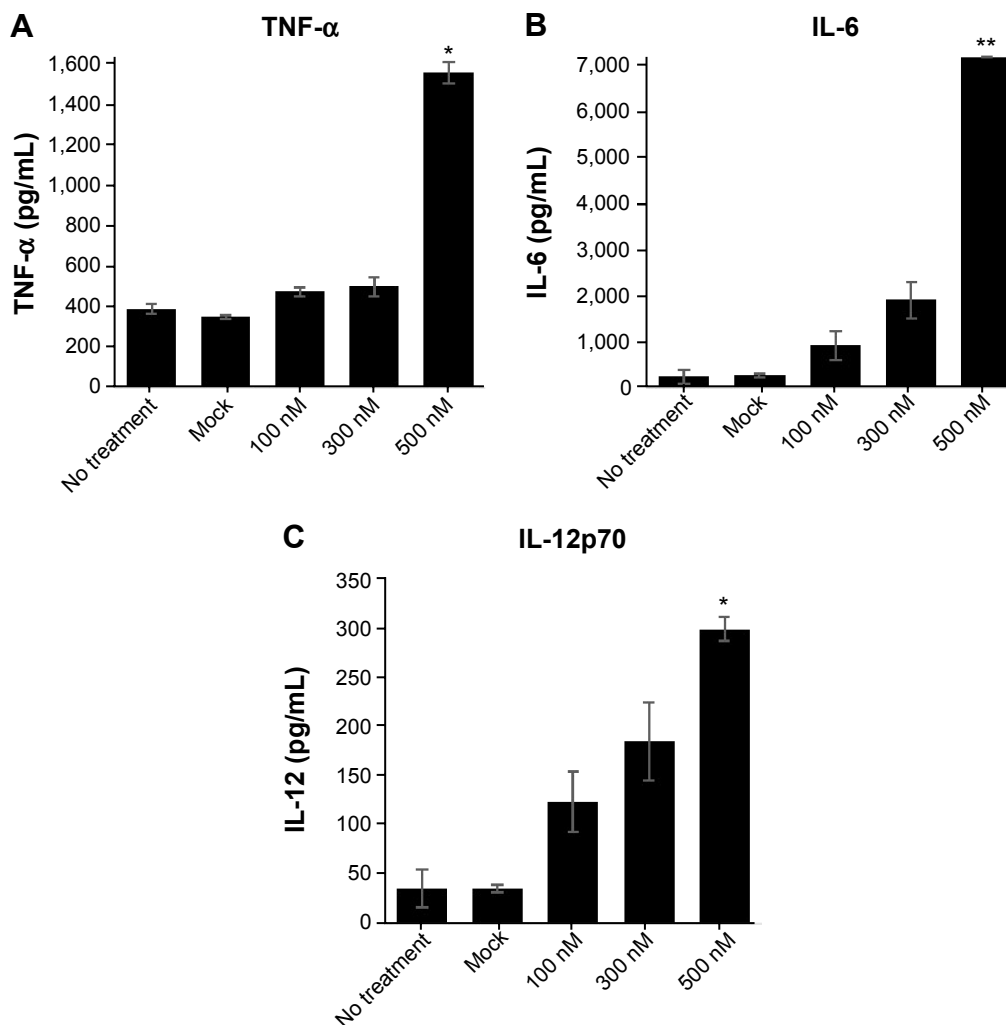 A
TNF-α
TNF-α (pg/mL)
*
1,600
1,400
1,200
1,000
800
600
400
200
0
No treatment
Mock
100 nM
300 nM
500 nM
B
IL-6
IL-6 (pg/mL)
**
7,000
6,000
5,000
4,000
3,000
2,000
1,000
0
No treatment
Mock
100 nM
300 nM
500 nM
C
IL-12p70
IL-12 (pg/mL)
*
350
300
250
200
150
100
50
0
No treatment
Mock
100 nM
300 nM
500 nM